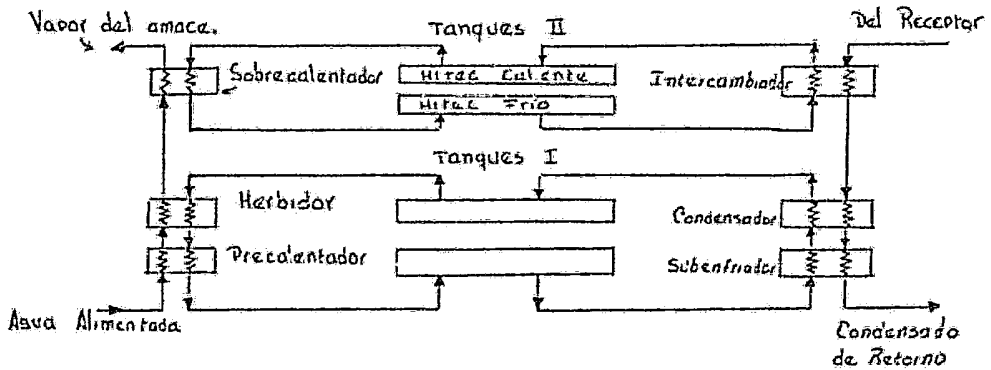 Vapor del amace.
Tanques II
Del Receptor
Sobrecalentador
Hitec Caliente
Intercambiador
Hitec Frio
Tanques I
Herbidor
Condensador
Precalentador
Subenfriador
Agua Alimentada
Condensado
de Retorno